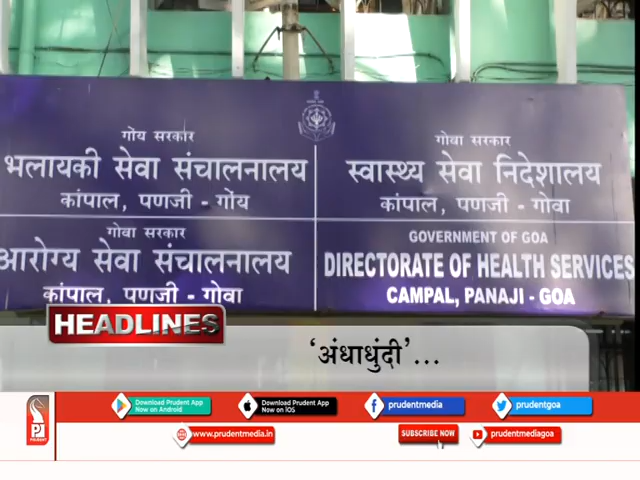 गोंय सरकार
भलायकी सेवा संचालनालय
कांपाल, पणजी - गोंय
गोवा सरकार
स्वास्थ्य सेवा निदेशालय
कांपाल, पणजी - गोवा
गोवा सरकार
आरोग्य सेवा संचालनालय
कांपाल, पणजी - गोवा
GOVERNMENT OF GOA
DIRECTORATE OF HEALTH SERVICES
CAMPAL, PANAJI - GOA
HEADLINES
‘अंधाधुंदी’...
PRUDENT
Download Prudent App
Now on Android
Download Prudent App
Now on iOS
prudentmedia
prudentgoa
www.prudentmedia.in
SUBSCRIBE NOW
prudentmediagoa